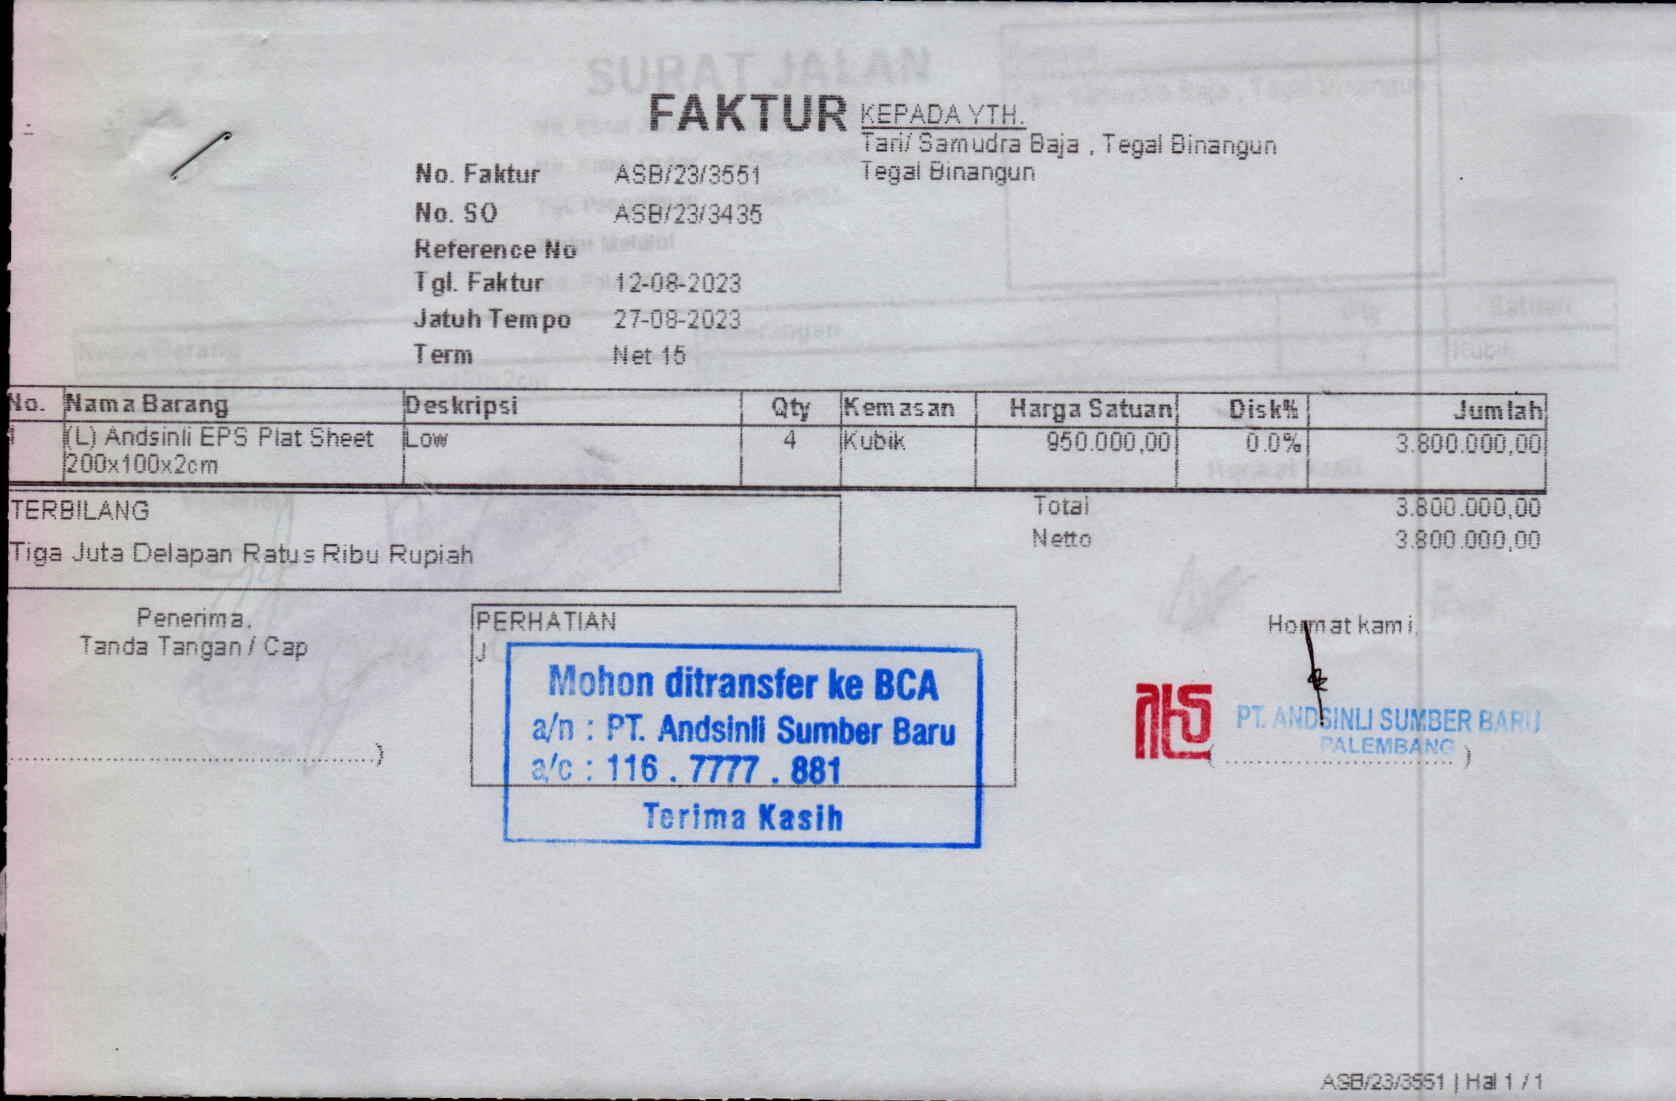 SURAT JALAN
FAKTUR
KEPADA YTH.
Tari/ Samudra Baja , Tegal Binangun
Tegal Binangun
No. Faktur ASB/23/3551
No. SO ASB/23/3435
Reference No
Tgl. Faktur 12-08-2023
Jatuh Tempo 27-08-2023
Term Net 15
No. Nama Barang Deskripsi Qty Kemasan Harga Satuan Disk% Jumlah
1 (L) Andsinli EPS Plat Sheet Low 4 Kubik 950.000,00 0.0% 3.800.000,00
200x100x2cm
TERBILANG
Tiga Juta Delapan Ratus Ribu Rupiah
Total 3.800.000,00
Netto 3.800.000,00
Penerima,
Tanda Tangan / Cap
PERHATIAN
J
Mohon ditransfer ke BCA
a/n : PT. Andsinli Sumber Baru
a/c : 116 . 7777 . 881
Terima Kasih
Hormat kami,
PT. ANDSINLI SUMBER BARU
PALEMBANG
ASB/23/3551 | Hal 1 / 1